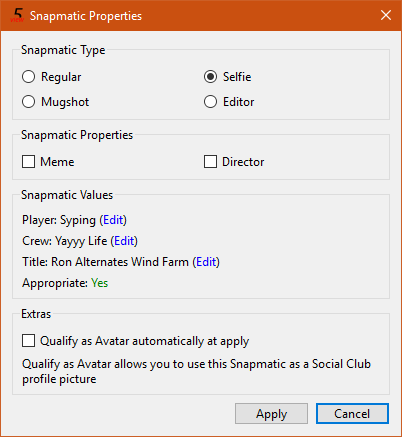 5 Snapmatic Properties
Snapmatic Type
Regular Selfie
Mugshot Editor
Snapmatic Properties
Meme Director
Snapmatic Values
Player: Syping (Edit)
Crew: Yayyy Life (Edit)
Title: Ron Alternates Wind Farm (Edit)
Appropriate: Yes
Extras
Qualify as Avatar automatically at apply
Qualify as Avatar allows you to use this Snapmatic as a Social Club
profile picture
Apply Cancel